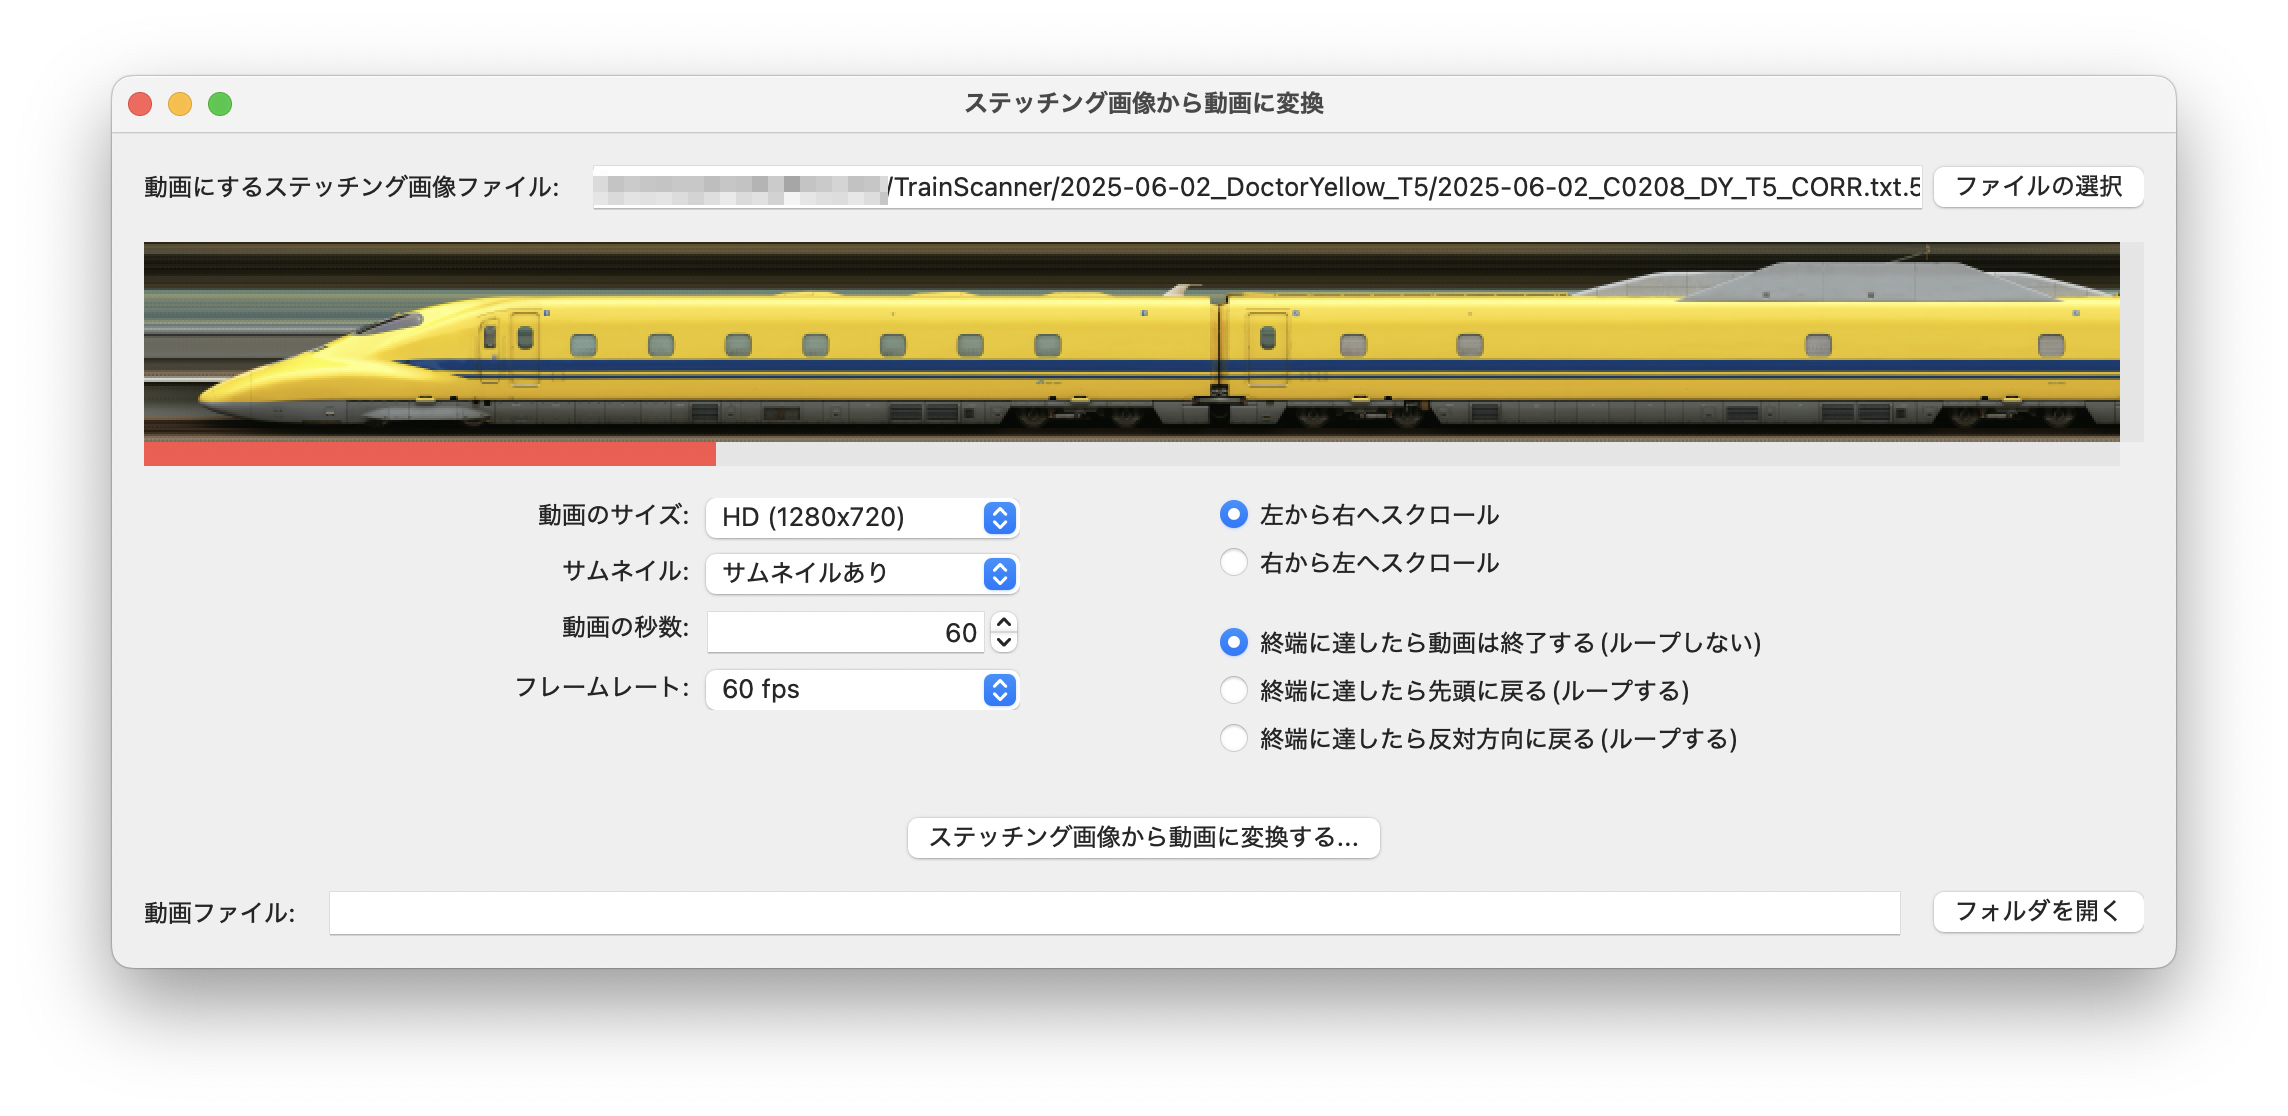 ステッチング画像から動画に変換
動画にするステッチング画像ファイル: /TrainScanner/2025-06-02_DoctorYellow_T5/2025-06-02_C0208_DY_T5_CORR.txt.5 ファイルの選択
動画のサイズ: HD (1280x720)
サムネイル: サムネイルあり
動画の秒数: 60
フレームレート: 60 fps
左から右へスクロール
右から左へスクロール
終端に達したら動画は終了する (ループしない)
終端に達したら先頭に戻る (ループする)
終端に達したら反対方向に戻る (ループする)
ステッチング画像から動画に変換する...
動画ファイル: フォルダを開く